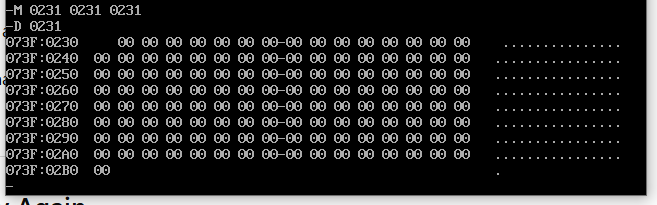 -M 0231 0231 0231
-D 0231
073F:0230     00 00 00 00 00 00 00-00 00 00 00 00 00 00 00    ...............
073F:0240  00 00 00 00 00 00 00 00-00 00 00 00 00 00 00 00   ................
073F:0250  00 00 00 00 00 00 00 00-00 00 00 00 00 00 00 00   ................
073F:0260  00 00 00 00 00 00 00 00-00 00 00 00 00 00 00 00   ................
073F:0270  00 00 00 00 00 00 00 00-00 00 00 00 00 00 00 00   ................
073F:0280  00 00 00 00 00 00 00 00-00 00 00 00 00 00 00 00   ................
073F:0290  00 00 00 00 00 00 00 00-00 00 00 00 00 00 00 00   ................
073F:02A0  00 00 00 00 00 00 00 00-00 00 00 00 00 00 00 00   ................
073F:02B0  00                                                .
-
Again